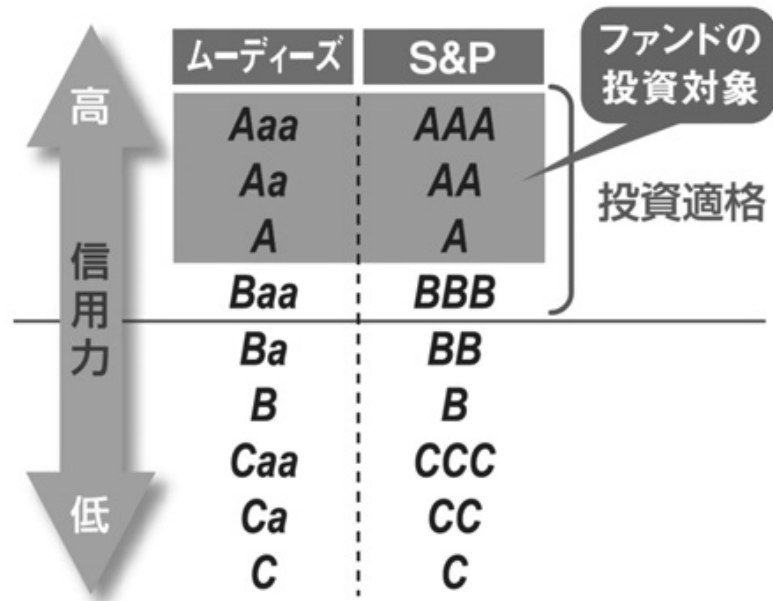 ムーディーズ S&P
ファンドの
投資対象
高
信用力
低
Aaa AAA
Aa AA
A A
Baa BBB
投資適格
Ba BB
B B
Caa CCC
Ca CC
C C